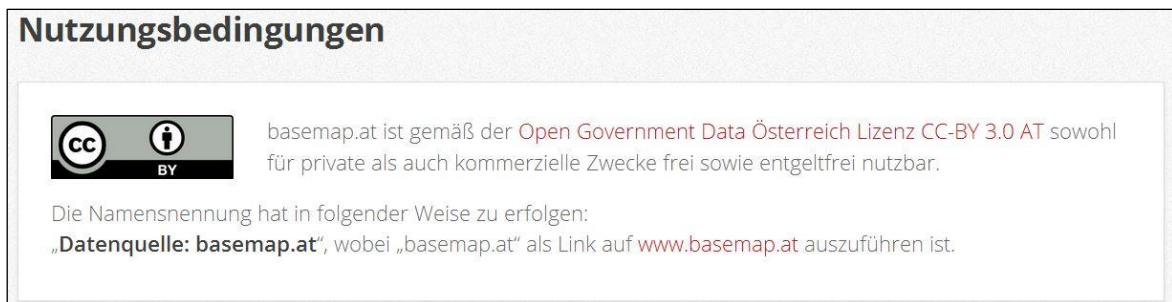 Nutzungsbedingungen
cc
BY
basemap.at ist gemäß der Open Government Data Österreich Lizenz CC-BY 3.0 AT sowohl
für private als auch kommerzielle Zwecke frei sowie entgeltfrei nutzbar.
Die Namensnennung hat in folgender Weise zu erfolgen:
„Datenquelle: basemap.at“, wobei „basemap.at“ als Link auf www.basemap.at auszuführen ist.